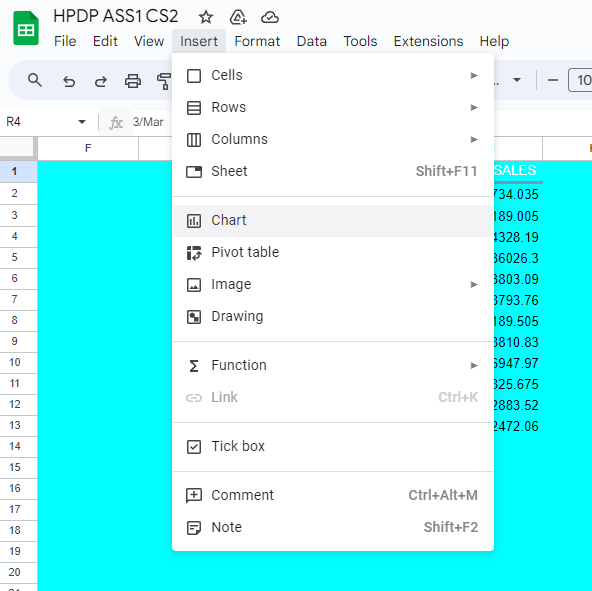 HPDP ASS1 CS2
File Edit View Insert Format Data Tools Extensions Help
10
R4 fx 3/Mar
F
Cells
Rows
Columns
Sheet Shift+F11
Chart
Pivot table
Image
Drawing
Function
Link Ctrl+K
Tick box
Comment Ctrl+Alt+M
Note Shift+F2
1 SALES
2 734.035
3 189.005
4 4328.19
5 36026.3
6 3803.09
7 3793.76
8 189.505
9 3810.83
10 5947.97
11 325.675
12 2883.52
13 2472.06
14
15
16
17
18
19
20